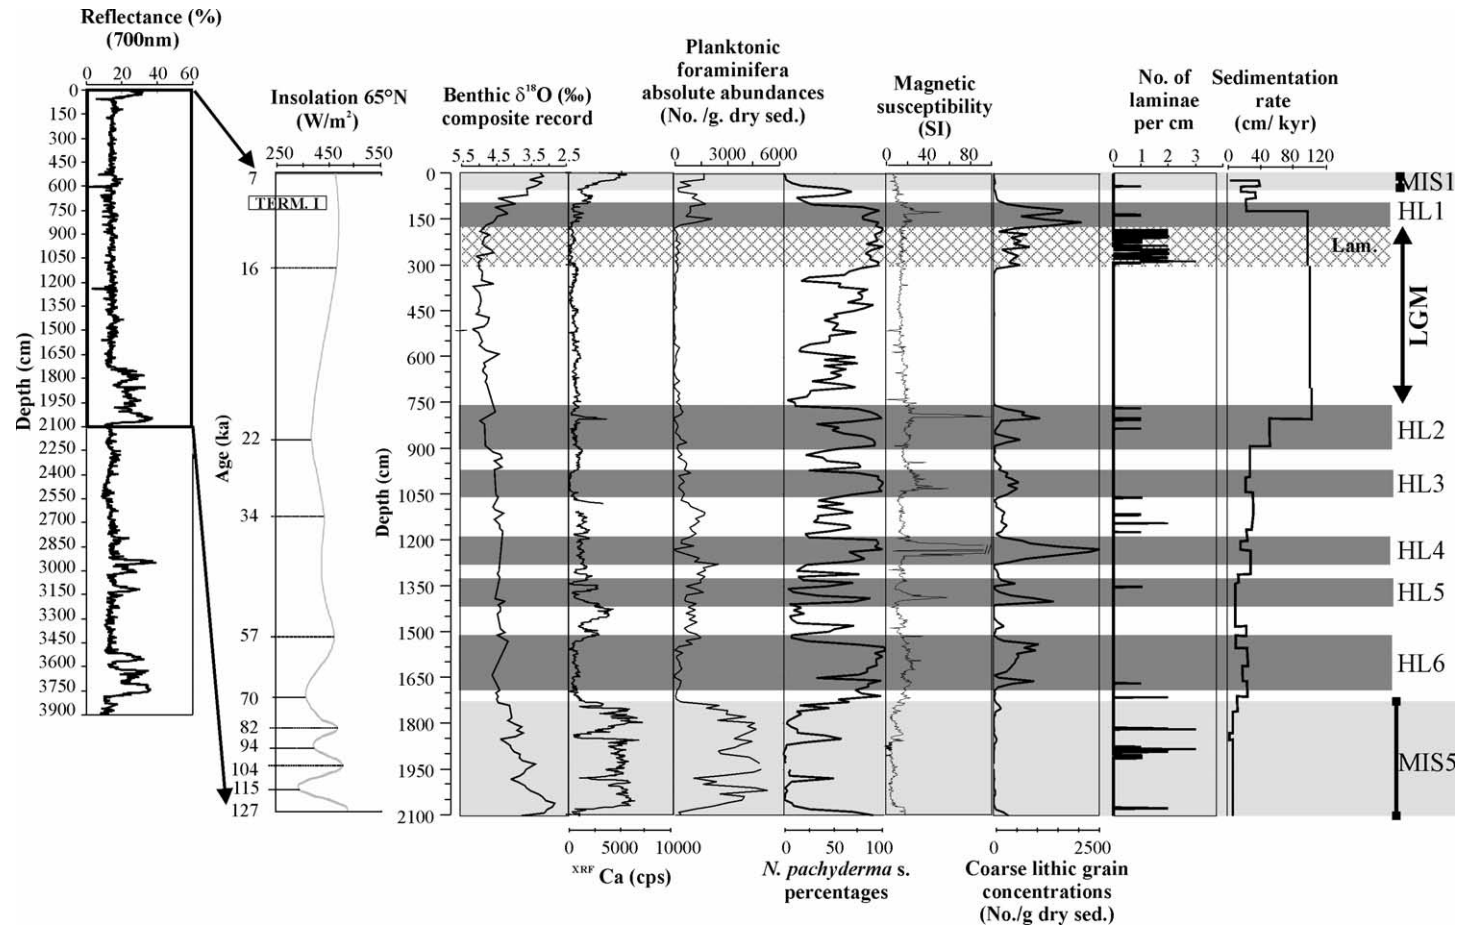 Reflectance (%)
(700nm)
0 20 40 60
0
150
300
450
600
750
900
1050
1200
1350
1500
1650
1800
1950
2100
2250
2400
2550
2700
2850
3000
3150
3300
3450
3600
3750
3900
Depth (cm)
Insolation 65°N
(W/m²)
250 450 550
7
TERM. I
16
22
34
57
70
82
94
104
115
127
Age (ka)
Benthic δ¹⁸O (‰)
composite record
5.5 4.5 3.5 2.5
Planktonic
foraminifera
absolute abundances
(No. /g. dry sed.)
0 3000 6000
Magnetic
susceptibility
(SI)
0 40 80
No. of
laminae
per cm
0 1 2 3
Sedimentation
rate
(cm/ kyr)
0 40 80 120
0
150
300
450
600
750
900
1050
1200
1350
1500
1650
1800
1950
2100
Depth (cm)
MIS1
HL1
Lam.
LGM
HL2
HL3
HL4
HL5
HL6
MIS5
0 5000 10000
XRF Ca (cps)
0 50 100
N. pachyderma s.
percentages
0 2500
Coarse lithic grain
concentrations
(No./g dry sed.)